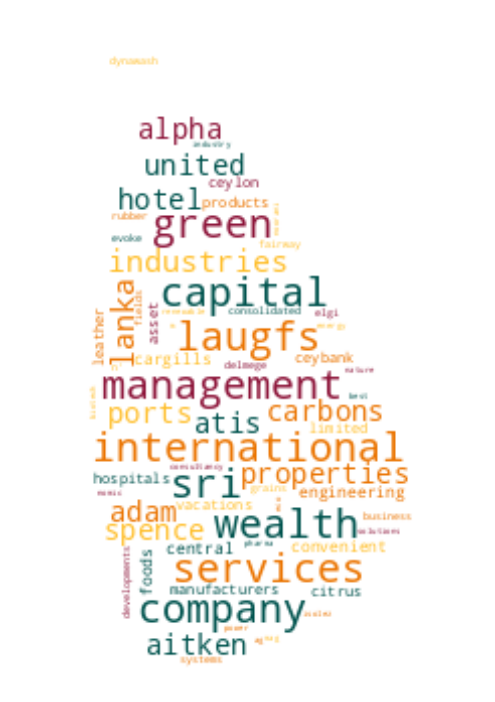 dynawash
alpha
industry
united
ceylon
hotel products
rubber
green
evoke
fairway
industries
capital
lanka
fields
asset
renewable
consolidated
elgi
leather
laugfs
energy
cargills
ceybank
delmege
nature
management
best
ports
carbons
atis
limited
international
consultancy
hospitals
sri
properties
grains
engineering
adam
vacations
spence
wealth
business
solutions
central
pharma
convenient
developments
foods
services
manufacturers
citrus
company
power
aitken
systems